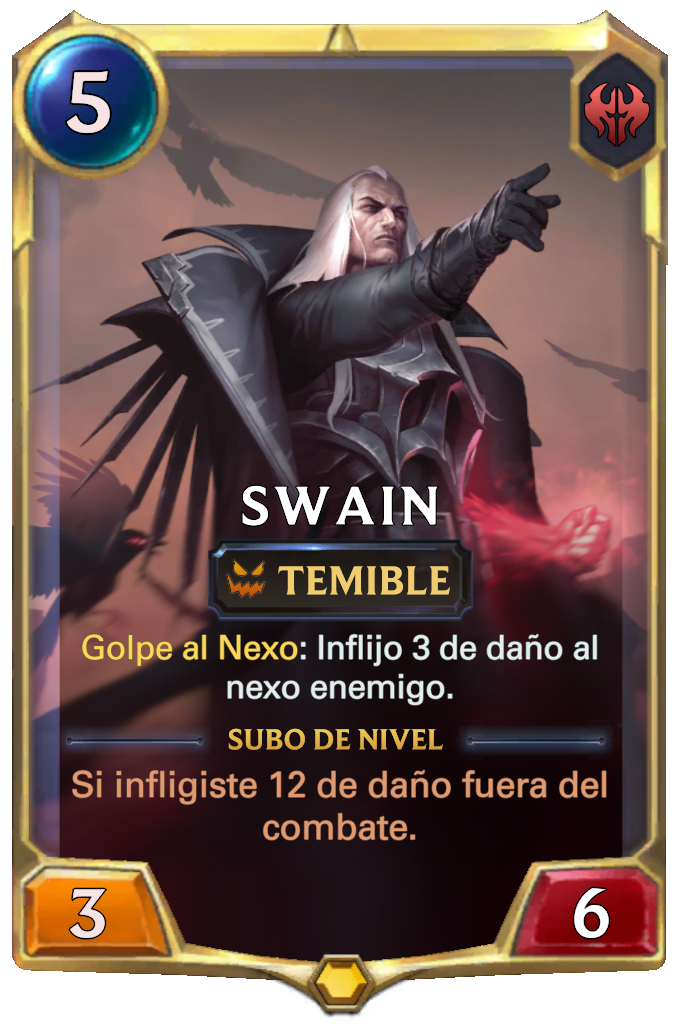 5
SWAIN
TEMIBLE
Golpe al Nexo: Inflijo 3 de daño al
nexo enemigo.
SUBO DE NIVEL
Si infligiste 12 de daño fuera del
combate.
3
6